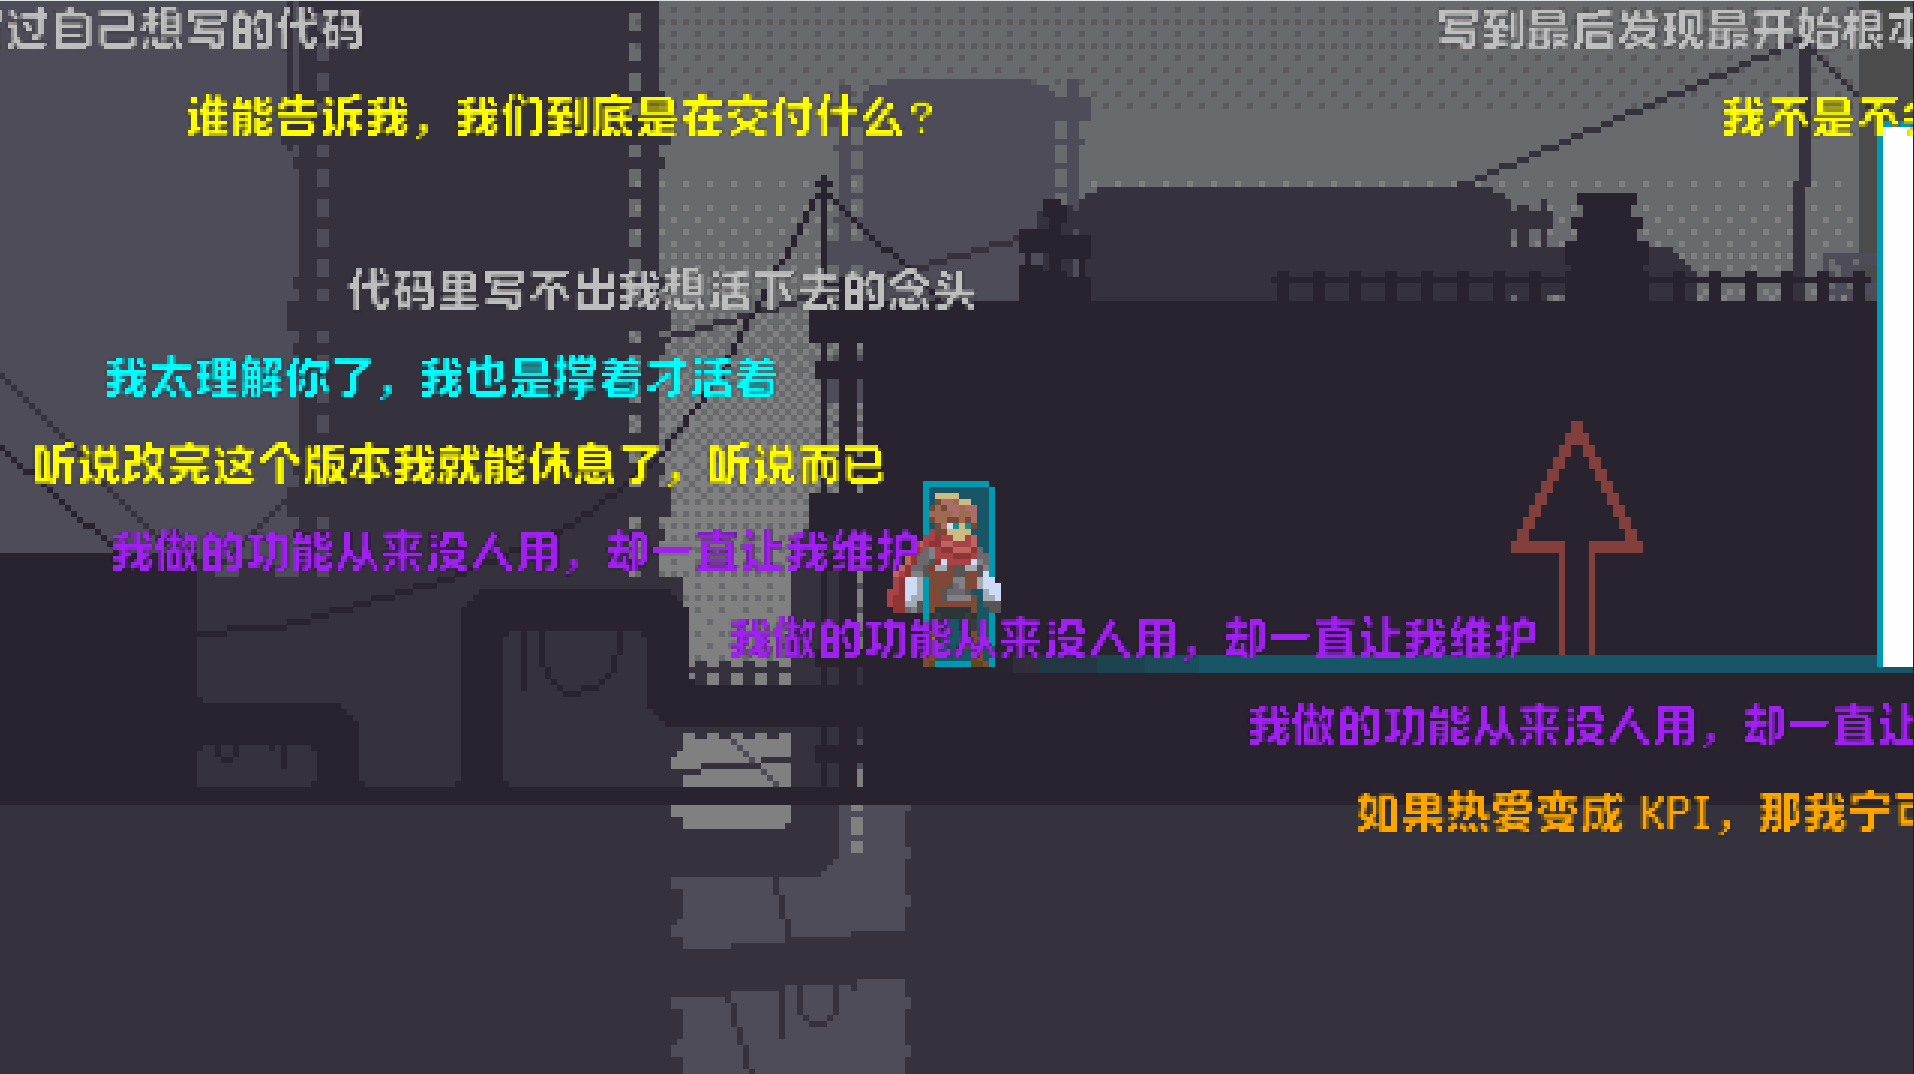 过自己想写的代码
写到最后发现最开始根本
谁能告诉我，我们到底是在交付什么？
我不是不
代码里写不出我想活下去的念头
我太理解你了，我也是撑着才活着
听说改完这个版本我就能休息了，听说而已
我做的功能从来没人用，却一直让我维护
我做的功能从来没人用，却一直让我维护
我做的功能从来没人用，却一直让
如果热爱变成 KPI，那我宁可